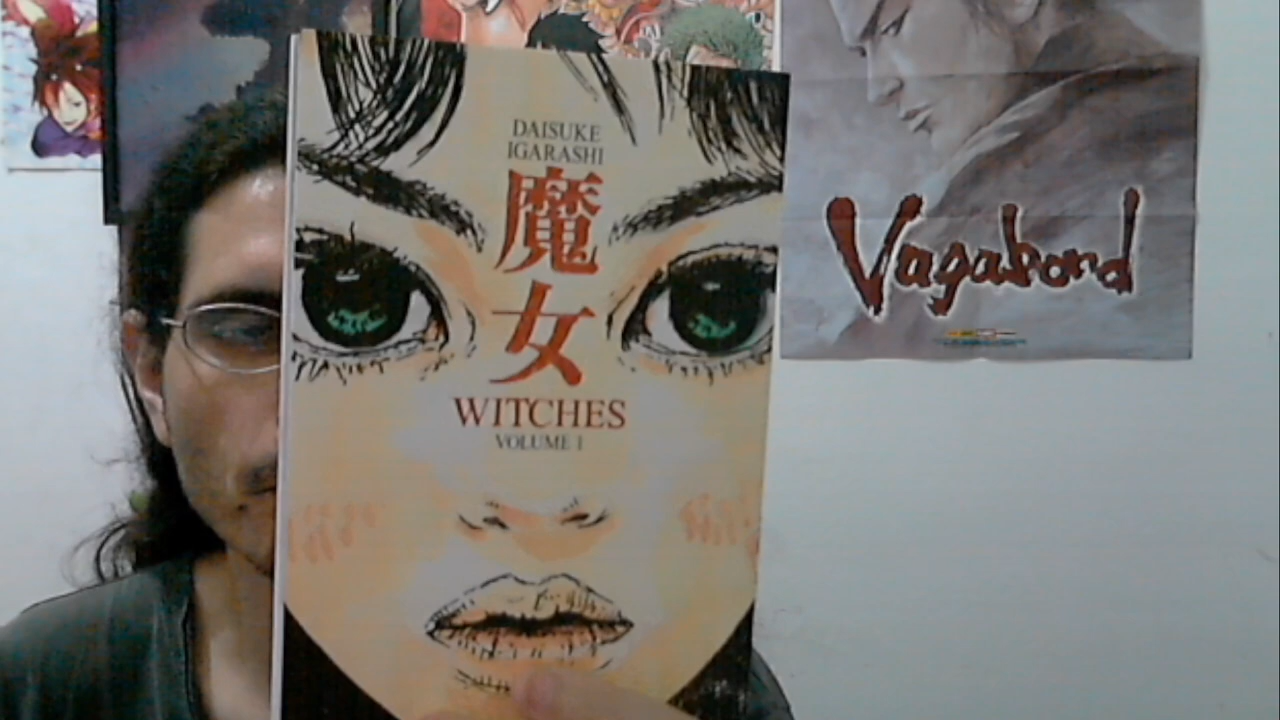 DAISUKE
IGARASHI
魔
女
WITCHES
VOLUME 1
Vagabond